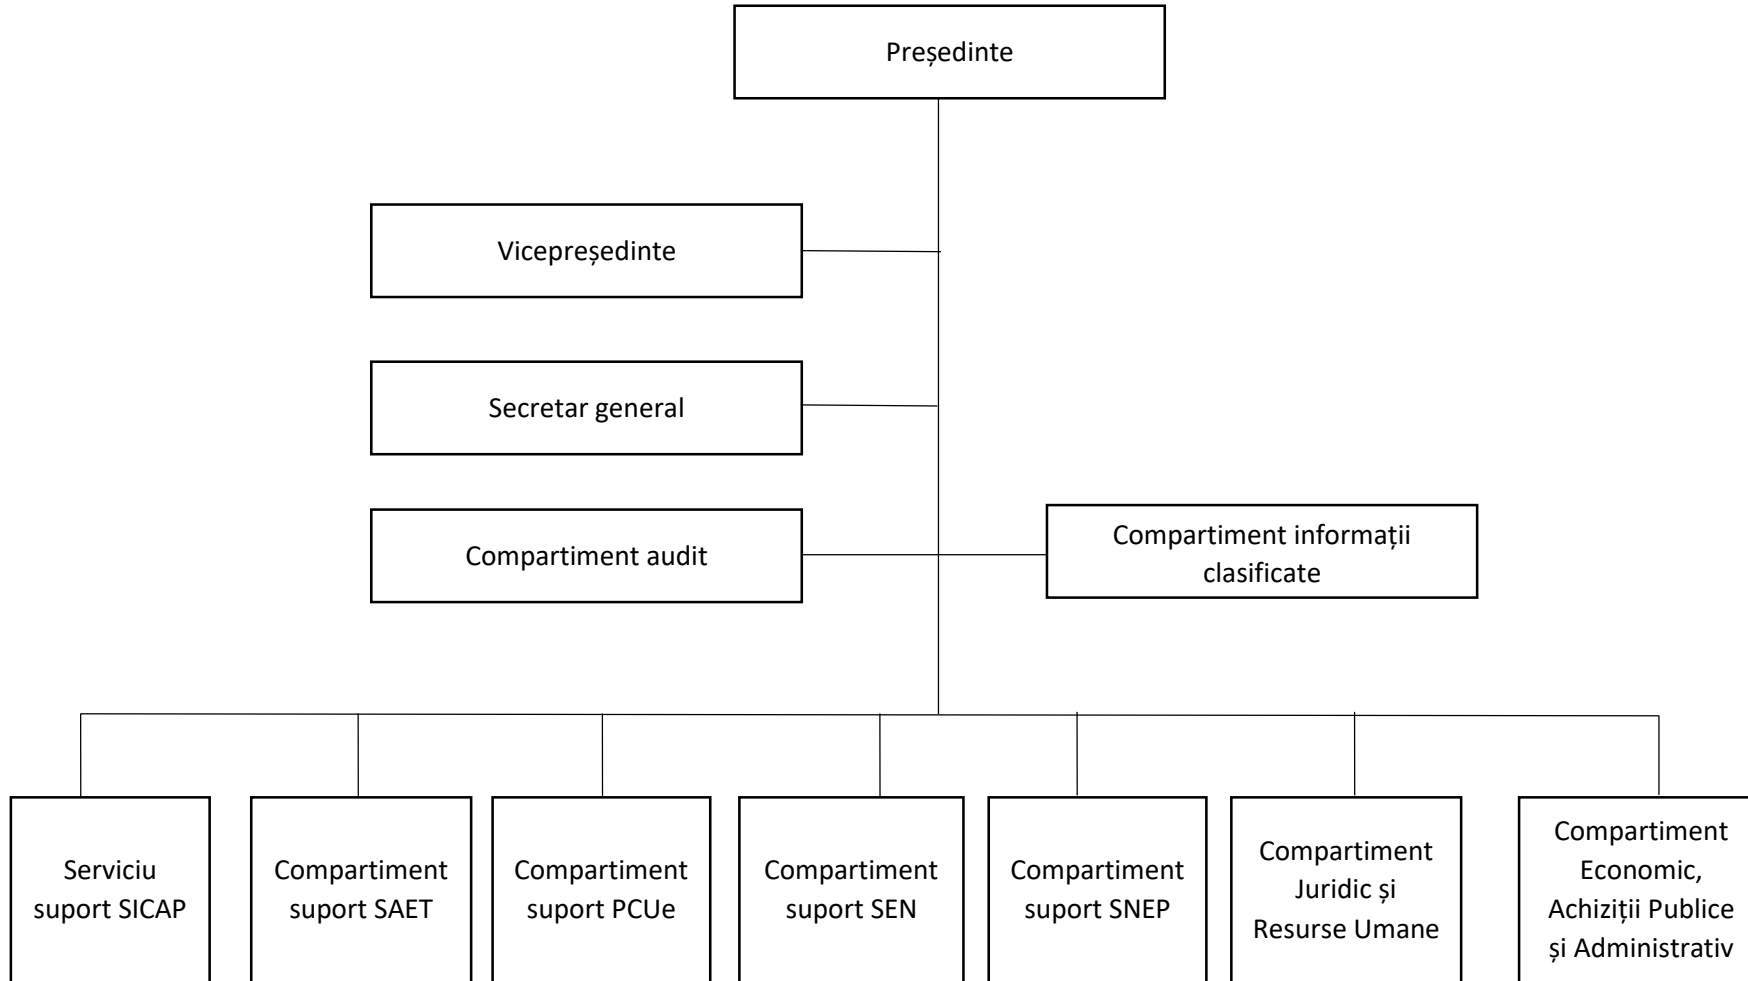 Președinte
Vicepreședinte
Secretar general
Compartiment audit
Compartiment informații
clasificate
Serviciu
suport SICAP
Compartiment
suport SAET
Compartiment
suport PCUe
Compartiment
suport SEN
Compartiment
suport SNEP
Compartiment
Juridic și
Resurse Umane
Compartiment
Economic,
Achiziții Publice
și Administrativ